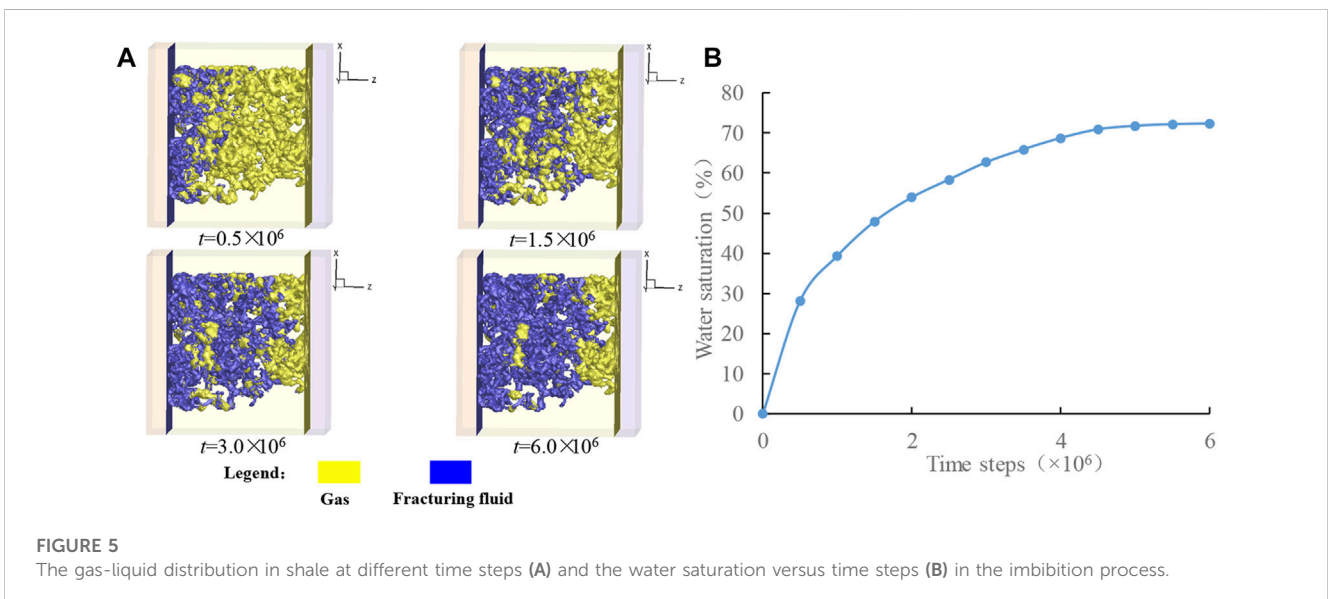 A
x
z
x
z
t=0.5×10⁶
t=1.5×10⁶
x
z
x
z
t=3.0×10⁶
t=6.0×10⁶
Legend:
Gas
Fracturing fluid
B
Water saturation (%)
80
70
60
50
40
30
20
10
0
0
2
4
6
Time steps (×10⁶)
FIGURE 5
The gas-liquid distribution in shale at different time steps (A) and the water saturation versus time steps (B) in the imbibition process.